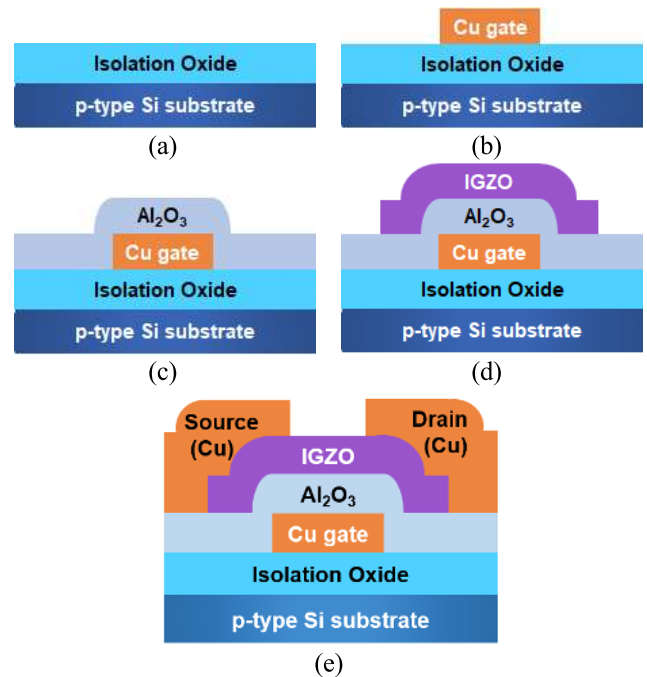 Isolation Oxide
p-type Si substrate
(a)
Cu gate
Isolation Oxide
p-type Si substrate
(b)
Al₂O₃
Cu gate
Isolation Oxide
p-type Si substrate
(c)
IGZO
Al₂O₃
Cu gate
Isolation Oxide
p-type Si substrate
(d)
Source
(Cu)
Drain
(Cu)
IGZO
Al₂O₃
Cu gate
Isolation Oxide
p-type Si substrate
(e)